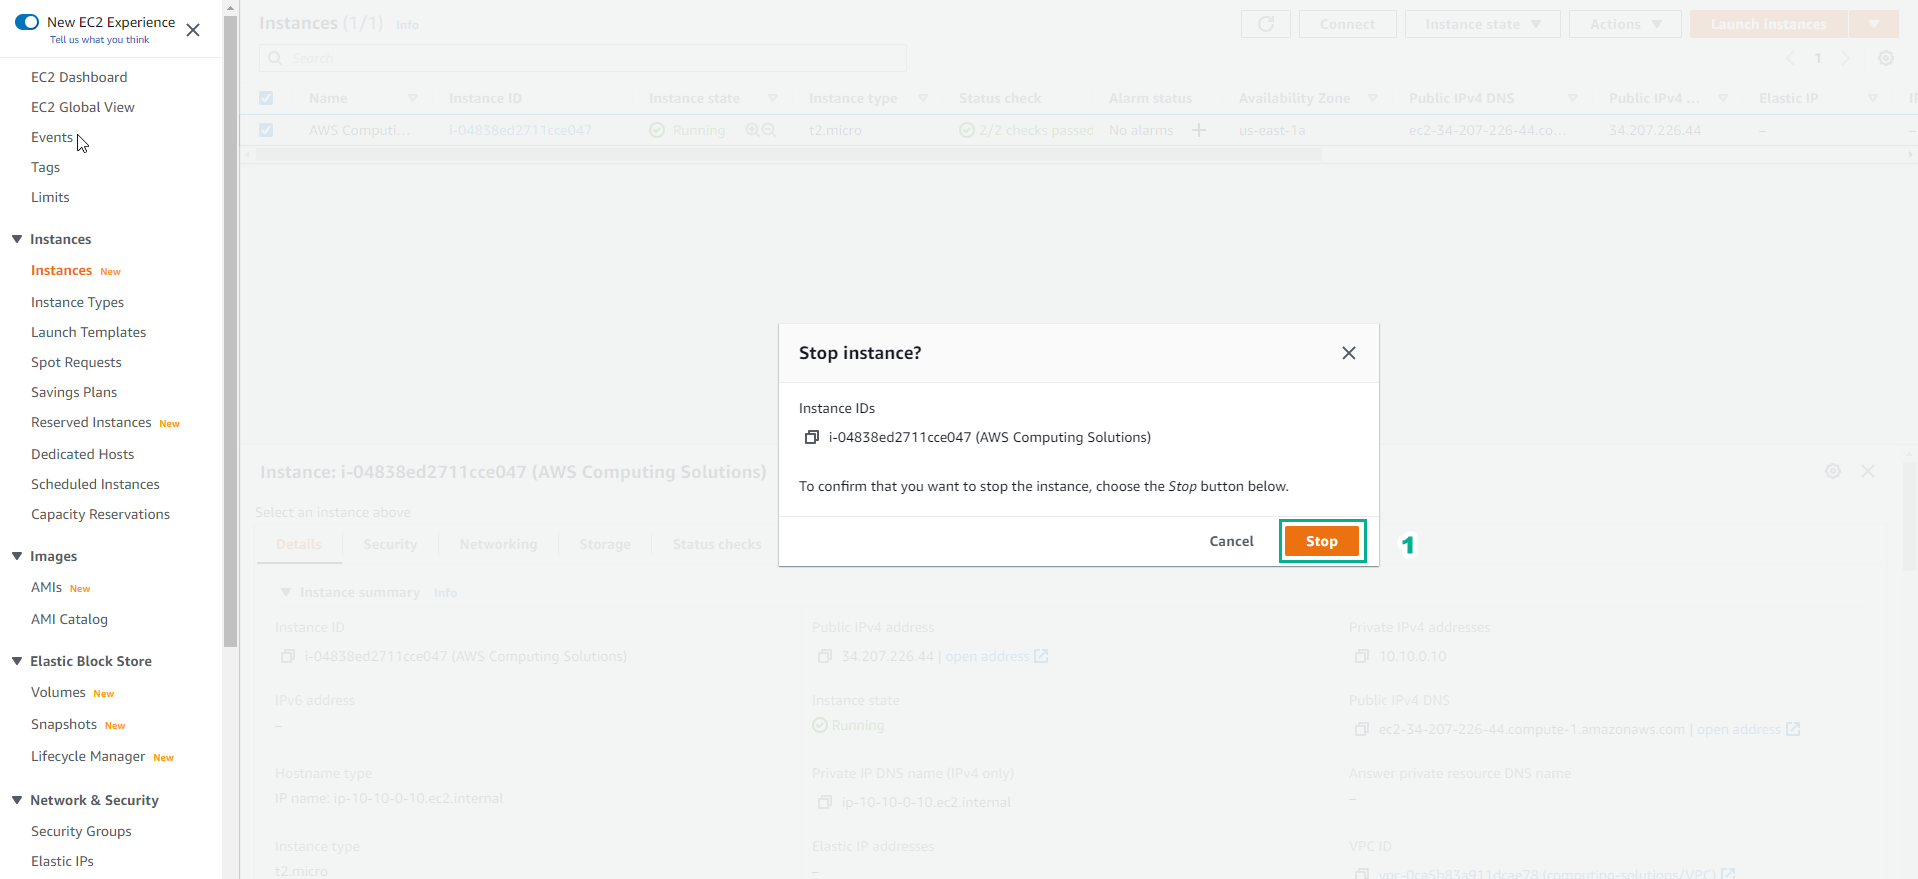 New EC2 Experience
Tell us what you think
EC2 Dashboard
EC2 Global View
Events
Tags
Limits
Instances
Instances New
Instance Types
Launch Templates
Spot Requests
Savings Plans
Reserved Instances New
Dedicated Hosts
Scheduled Instances
Capacity Reservations
Images
AMIs New
AMI Catalog
Elastic Block Store
Volumes New
Snapshots New
Lifecycle Manager New
Network & Security
Security Groups
Elastic IPs
Instances (1/1) Info
Connect Instance state Actions Launch instances
Search
1
Name Instance ID Instance state Instance type Status check Alarm status Availability Zone Public IPv4 DNS Public IPv4 ... Elastic IP
AWS Computi... i-04838ed2711cce047 Running t2.micro 2/2 checks passed No alarms + us-east-1a ec2-34-207-226-44.co... 34.207.226.44 – –
Stop instance?
Instance IDs
i-04838ed2711cce047 (AWS Computing Solutions)
To confirm that you want to stop the instance, choose the Stop button below.
Cancel Stop 1
Instance: i-04838ed2711cce047 (AWS Computing Solutions)
Select an instance above
Details Security Networking Storage Status checks
Instance summary Info
Instance ID Public IPv4 address Private IPv4 addresses
i-04838ed2711cce047 (AWS Computing Solutions) 34.207.226.44 | open address 10.10.0.10
IPv6 address Instance state Public IPv4 DNS
– Running ec2-34-207-226-44.compute-1.amazonaws.com | open address
Hostname type Private IP DNS name (IPv4 only) Answer private resource DNS name
IP name: ip-10-10-0-10.ec2.internal ip-10-10-0-10.ec2.internal –
Instance type Elastic IP addresses VPC ID
t2.micro – vpc-0ca5b83a911dcae78 (computing-solutions/VPC)